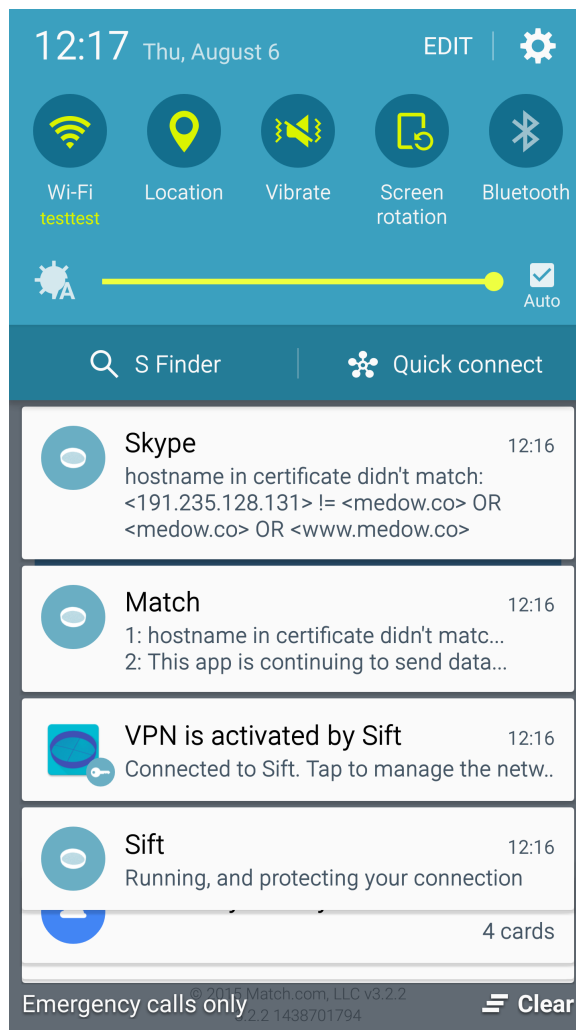 12:17 Thu, August 6 EDIT
Wi-Fi Location Vibrate Screen rotation Bluetooth
testtest
A
Auto
S Finder Quick connect
Skype 12:16
hostname in certificate didn't match:
<191.235.128.131> != <medow.co> OR
<medow.co> OR <www.medow.co>
Match 12:16
1: hostname in certificate didn't matc...
2: This app is continuing to send data...
VPN is activated by Sift 12:16
Connected to Sift. Tap to manage the netw..
Sift 12:16
Running, and protecting your connection
4 cards
© 2015 Match.com, LLC v3.2.2
Emergency calls only Clear
3.2.2 1438701794